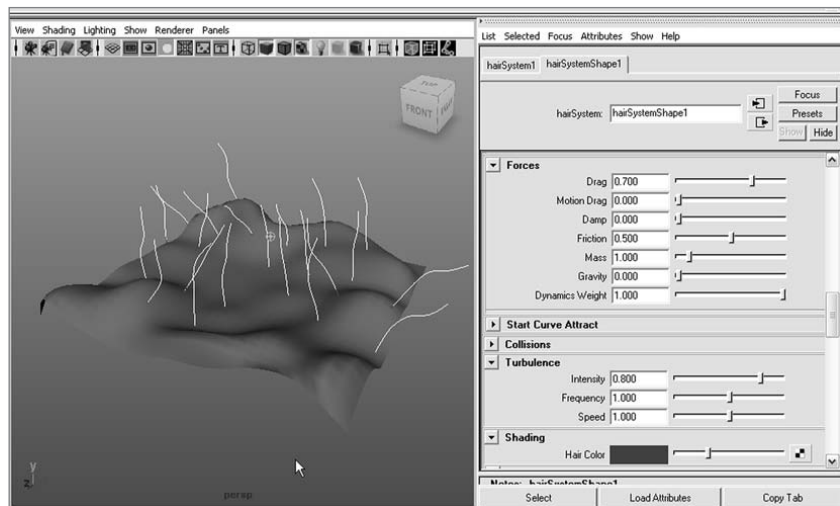 View Shading Lighting Show Renderer Panels
FRONT
y
z
persp
List Selected Focus Attributes Show Help
hairSystem1 hairSystemShape1
hairSystem: hairSystemShape1
Focus
Presets
Show Hide
Forces
Drag 0.700
Motion Drag 0.000
Damp 0.000
Friction 0.500
Mass 1.000
Gravity 0.000
Dynamics Weight 1.000
Start Curve Attract
Collisions
Turbulence
Intensity 0.800
Frequency 1.000
Speed 1.000
Shading
Hair Color
Notes: hairSystemShape1
Select Load Attributes Copy Tab